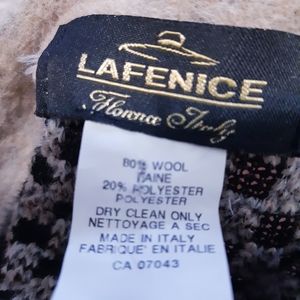 LAFENICE
Florence Italy
80% WOOL
LAINE
20% POLYESTER
POLYESTER
DRY CLEAN ONLY
NETTOYAGE A SEC
MADE IN ITALY
FABRIQUE EN ITALIE
CA 07043